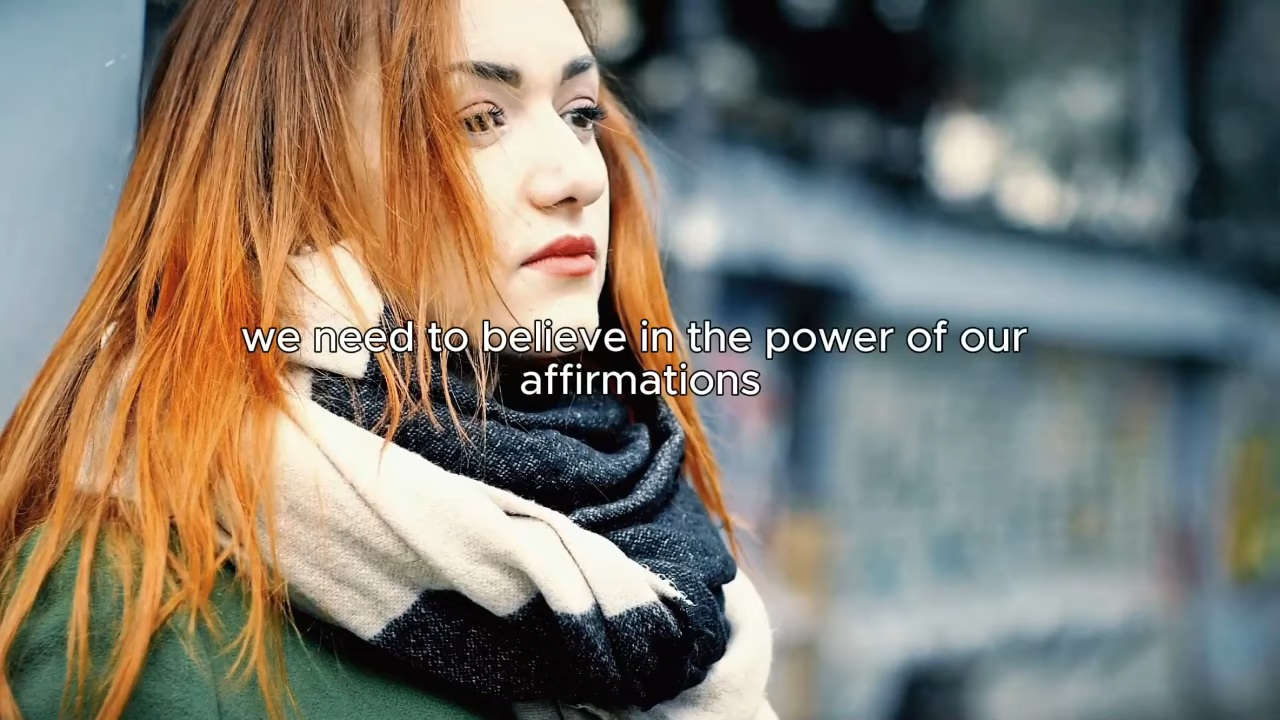 we need to believe in the power of our
affirmations